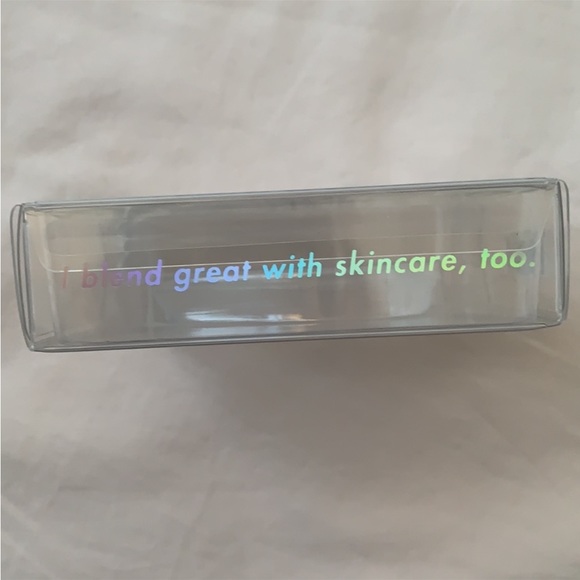 I blend great with skincare, too.